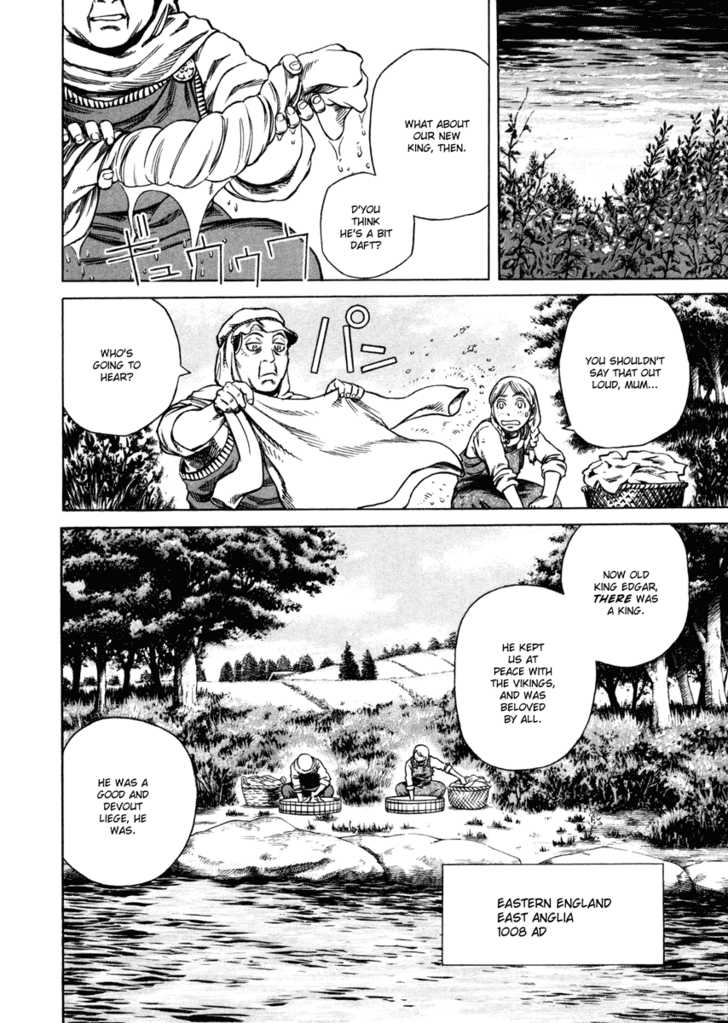 WHAT ABOUT
OUR NEW
KING, THEN.
D'YOU
THINK
HE'S A BIT
DAFT?
ギュウゥゥ
YOU SHOULDN'T
SAY THAT OUT
LOUD, MUM...
パン
WHO'S
GOING TO
HEAR?
NOW OLD
KING EDGAR,
THERE WAS
A KING.
HE KEPT
US AT
PEACE WITH
THE VIKINGS,
AND WAS
BELOVED
BY ALL.
HE WAS A
GOOD AND
DEVOUT
LIEGE, HE
WAS.
EASTERN ENGLAND
EAST ANGLIA
1008 AD